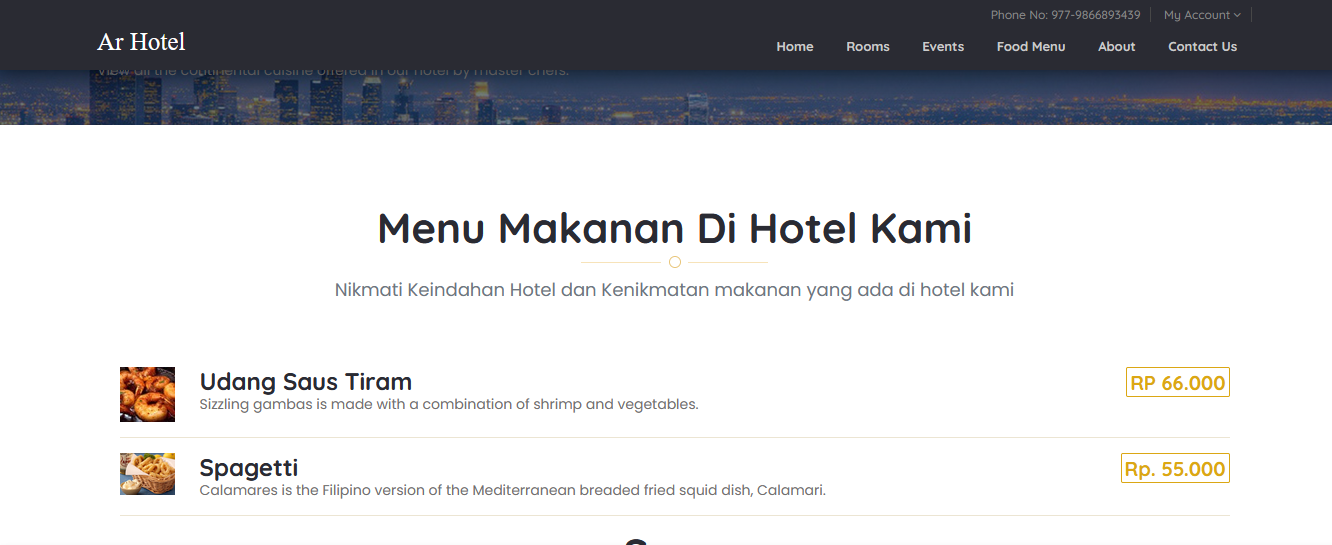 Phone No: 977-9866893439
My Account
Ar Hotel
Home Rooms Events Food Menu About Contact Us
View all the continental cuisine offered in our hotel by master chefs.
Menu Makanan Di Hotel Kami
Nikmati Keindahan Hotel dan Kenikmatan makanan yang ada di hotel kami
Udang Saus Tiram
RP 66.000
Sizzling gambas is made with a combination of shrimp and vegetables.
Spagetti
Rp. 55.000
Calamares is the Filipino version of the Mediterranean breaded fried squid dish, Calamari.